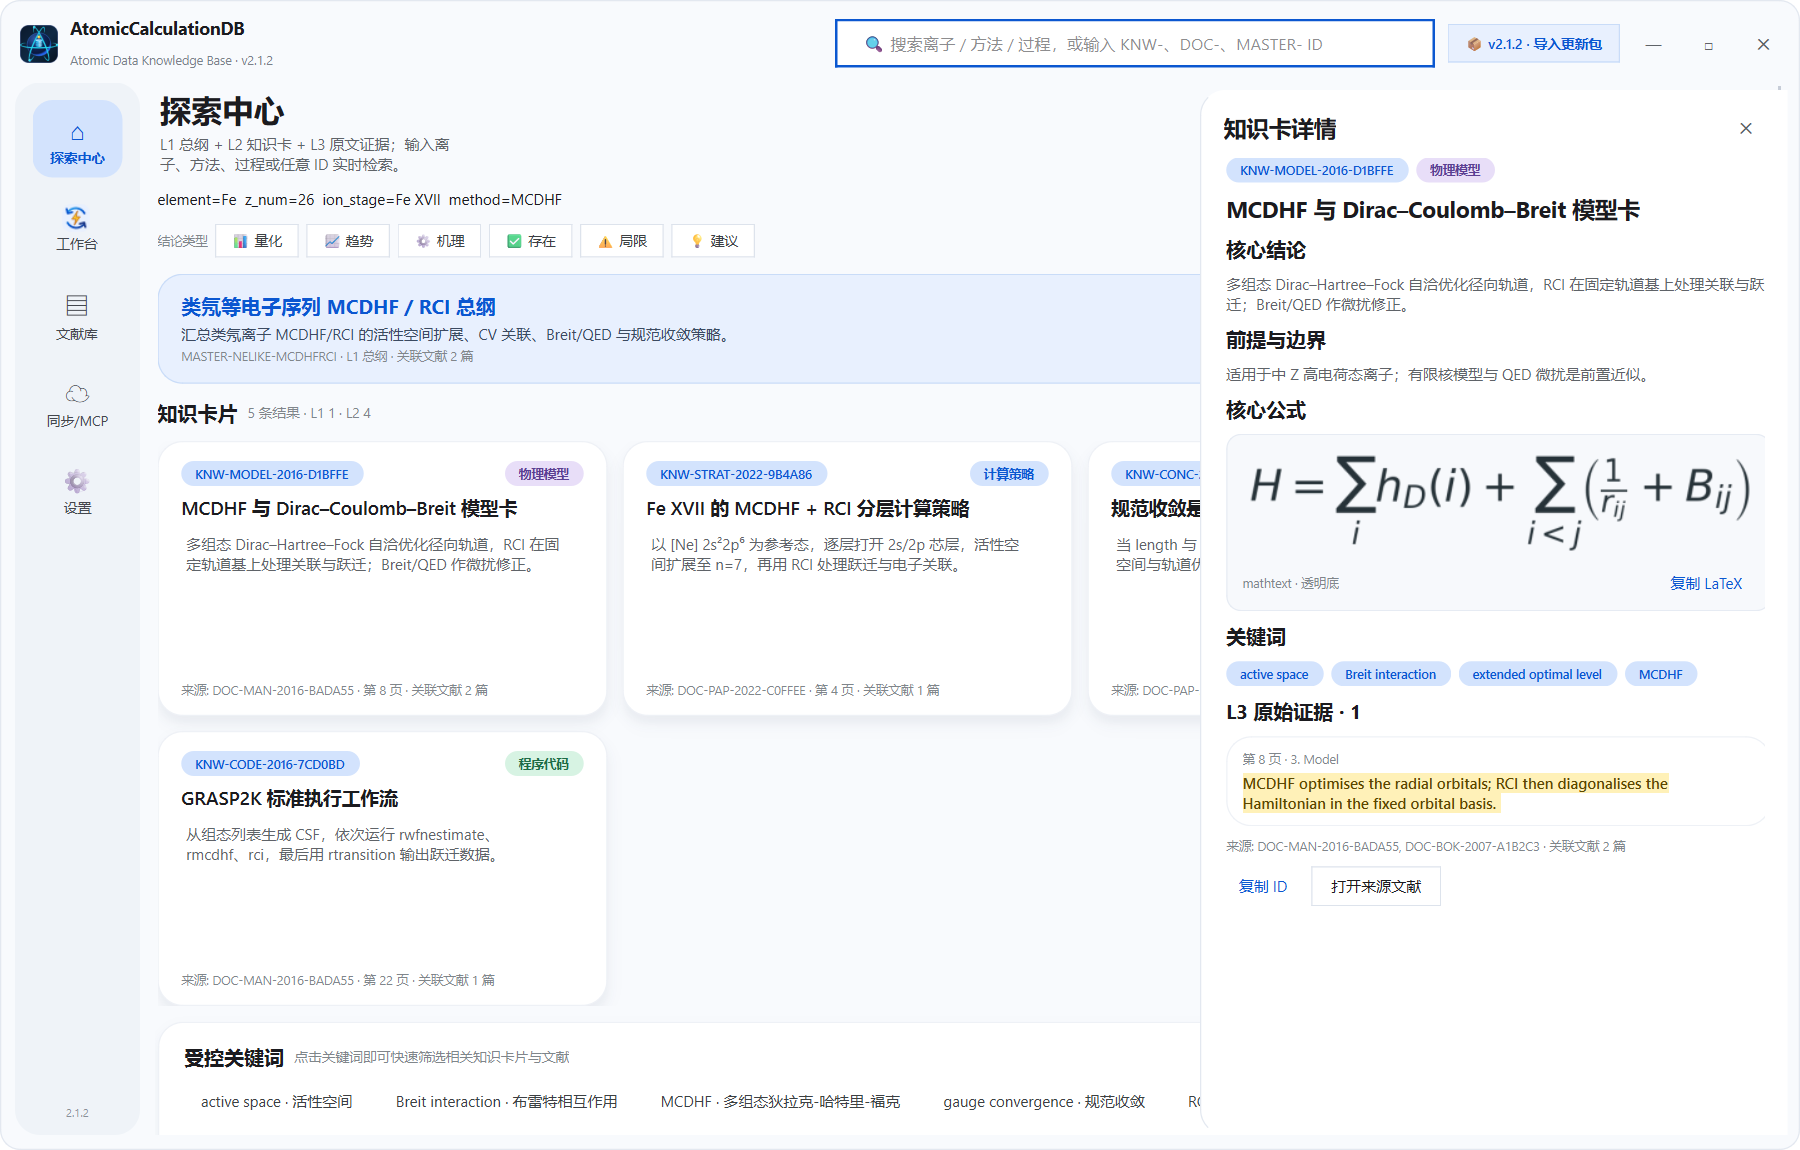 AtomicCalculationDB
Atomic Data Knowledge Base · v2.1.2
搜索离子 / 方法 / 过程，或输入 KNW-、DOC-、MASTER- ID
v2.1.2 · 导入更新包
探索中心
工作台
文献库
同步/MCP
设置
2.1.2
探索中心
L1 总纲 + L2 知识卡 + L3 原文证据；输入离
子、方法、过程或任意 ID 实时检索。
element=Fe z_num=26 ion_stage=Fe XVII method=MCDHF
结论类型 量化 趋势 机理 存在 局限 建议
类氖等电子序列 MCDHF / RCI 总纲
汇总类氖离子 MCDHF/RCI 的活性空间扩展、CV 关联、Breit/QED 与规范收敛策略。
MASTER-NELIKE-MCDHFRCI · L1 总纲 · 关联文献 2 篇
知识卡片 5 条结果 · L1 1 · L2 4
KNW-MODEL-2016-D1BFFE 物理模型
MCDHF 与 Dirac–Coulomb–Breit 模型卡
多组态 Dirac–Hartree–Fock 自洽优化径向轨道，RCI 在固
定轨道基上处理关联与跃迁；Breit/QED 作微扰修正。
来源: DOC-MAN-2016-BADA55 · 第 8 页 · 关联文献 2 篇
KNW-STRAT-2022-9B4A86 计算策略
Fe XVII 的 MCDHF + RCI 分层计算策略
以 [Ne] 2s²2p⁶ 为参考态，逐层打开 2s/2p 芯层，活性空
间扩展至 n=7，再用 RCI 处理跃迁与电子关联。
来源: DOC-PAP-2022-C0FFEE · 第 4 页 · 关联文献 1 篇
KNW-CONC-
规范收敛是
当 length 与
空间与轨道优
来源: DOC-PAP-
KNW-CODE-2016-7CD0BD 程序代码
GRASP2K 标准执行工作流
从组态列表生成 CSF，依次运行 rwfnestimate、
rmcdhf、rci，最后用 rtransition 输出跃迁数据。
来源: DOC-MAN-2016-BADA55 · 第 22 页 · 关联文献 1 篇
受控关键词 点击关键词即可快速筛选相关知识卡片与文献
active space · 活性空间 Breit interaction · 布雷特相互作用 MCDHF · 多组态狄拉克-哈特里-福克 gauge convergence · 规范收敛 RC
知识卡详情
KNW-MODEL-2016-D1BFFE 物理模型
MCDHF 与 Dirac–Coulomb–Breit 模型卡
核心结论
多组态 Dirac–Hartree–Fock 自洽优化径向轨道，RCI 在固定轨道基上处理关联与跃
迁；Breit/QED 作微扰修正。
前提与边界
适用于中 Z 高电荷态离子；有限核模型与 QED 微扰是前置近似。
核心公式
H = ∑_i h_D(i) + ∑_{i<j} (1/r_ij + B_ij)
mathtext · 透明底 复制 LaTeX
关键词
active space Breit interaction extended optimal level MCDHF
L3 原始证据 · 1
第 8 页 · 3. Model
MCDHF optimises the radial orbitals; RCI then diagonalises the
Hamiltonian in the fixed orbital basis.
来源: DOC-MAN-2016-BADA55, DOC-BOK-2007-A1B2C3 · 关联文献 2 篇
复制 ID 打开来源文献